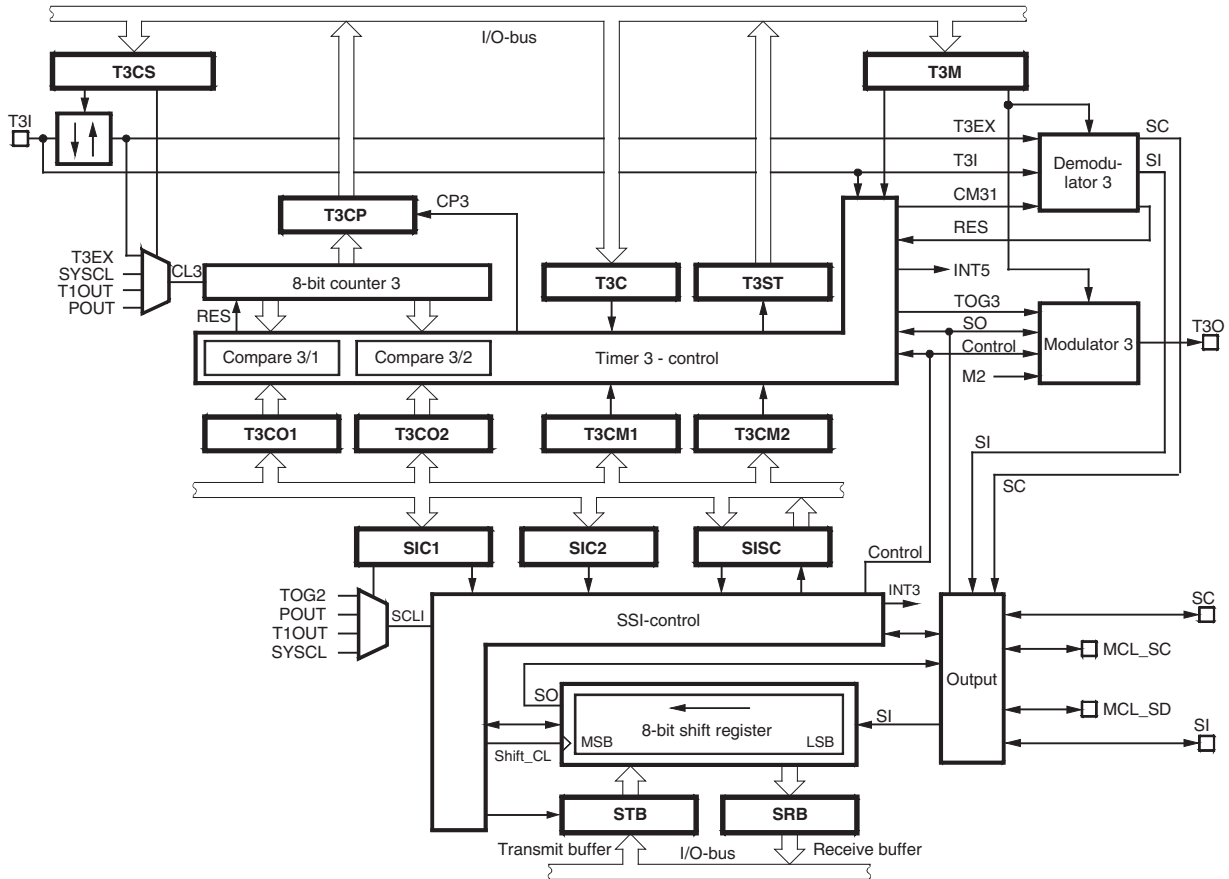 I/O-bus
T3CS
T3M
T3I
T3EX
SC
T3I
SI
Demodu-
lator 3
CM31
T3CP
CP3
RES
T3EX
SYSCL
T1OUT
POUT
CL3
8-bit counter 3
T3C
T3ST
INT5
RES
TOG3
SO
Control
M2
Modulator 3
T3O
Compare 3/1
Compare 3/2
Timer 3 - control
T3CO1
T3CO2
T3CM1
T3CM2
SI
SC
SIC1
SIC2
SISC
Control
TOG2
POUT
T1OUT
SYSCL
SCLI
SSI-control
INT3
SC
MCL_SC
Output
SO
8-bit shift register
MSB
LSB
SI
MCL_SD
SI
Shift_CL
STB
SRB
Transmit buffer
I/O-bus
Receive buffer